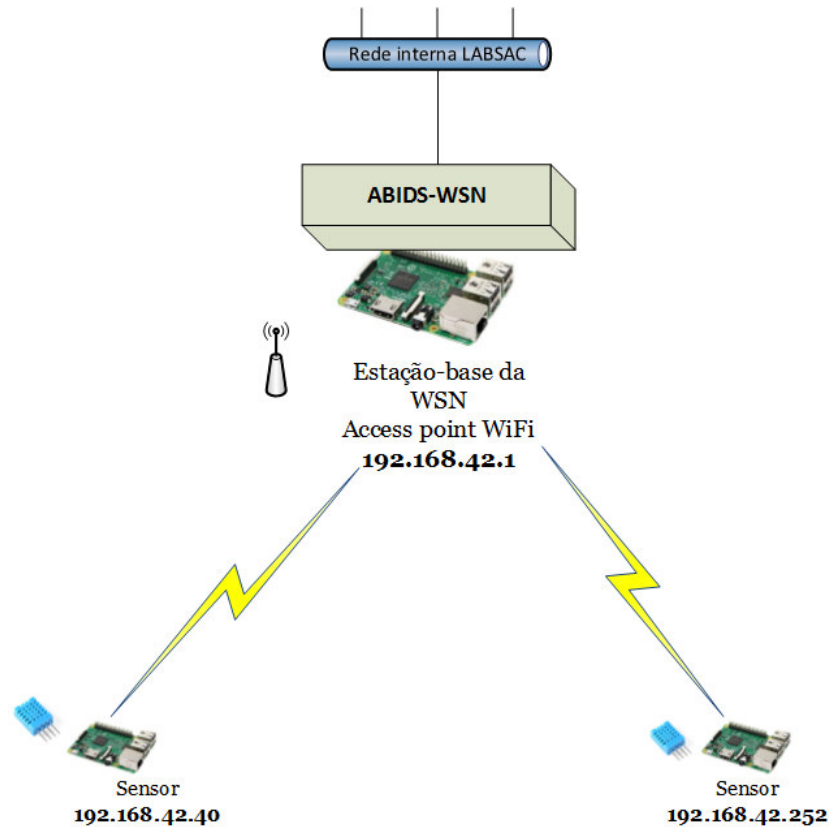 Rede interna LABSAC
ABIDS-WSN
Estação-base da
WSN
Access point WiFi
192.168.42.1
Sensor
192.168.42.40
Sensor
192.168.42.252